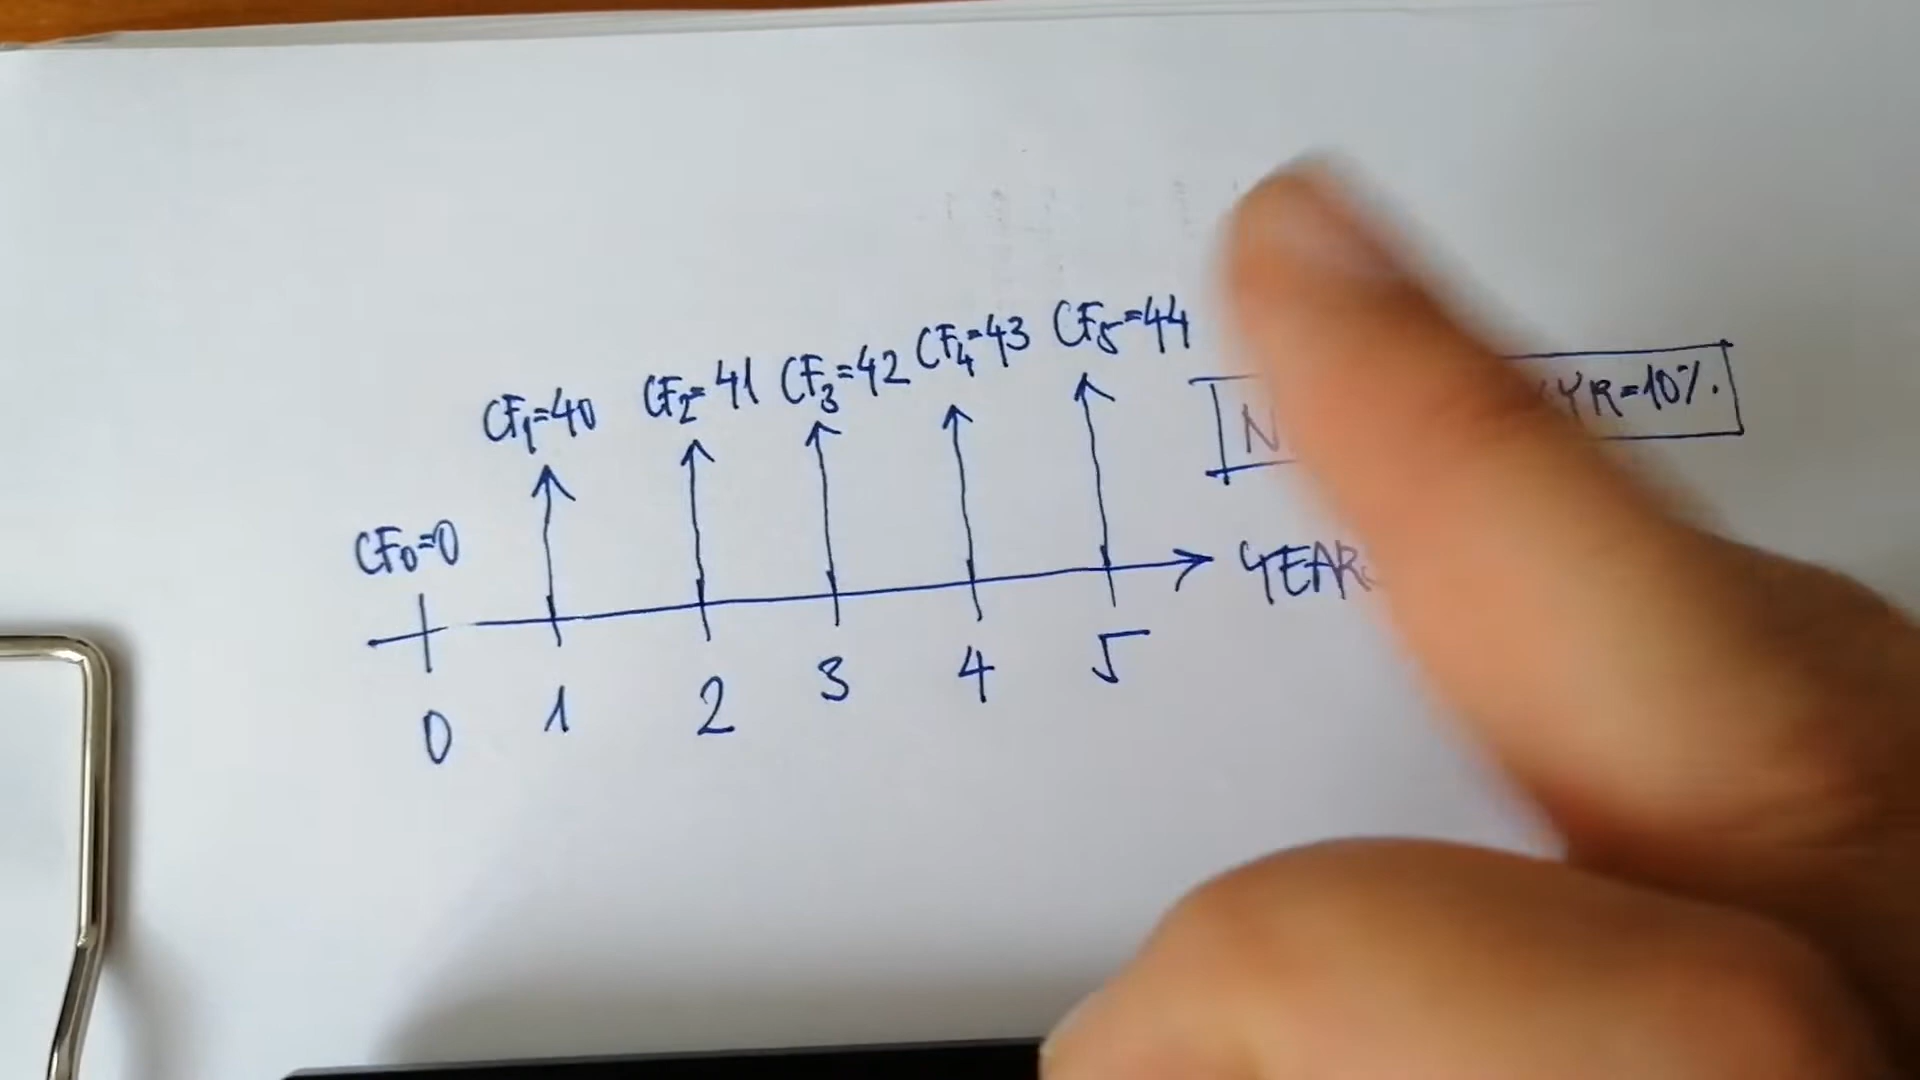 CF5=44
CF4=43
CF3=42
CF2=41
CF1=40
CF0=0
N
YR=10%.
YEAR
0 1 2 3 4 5